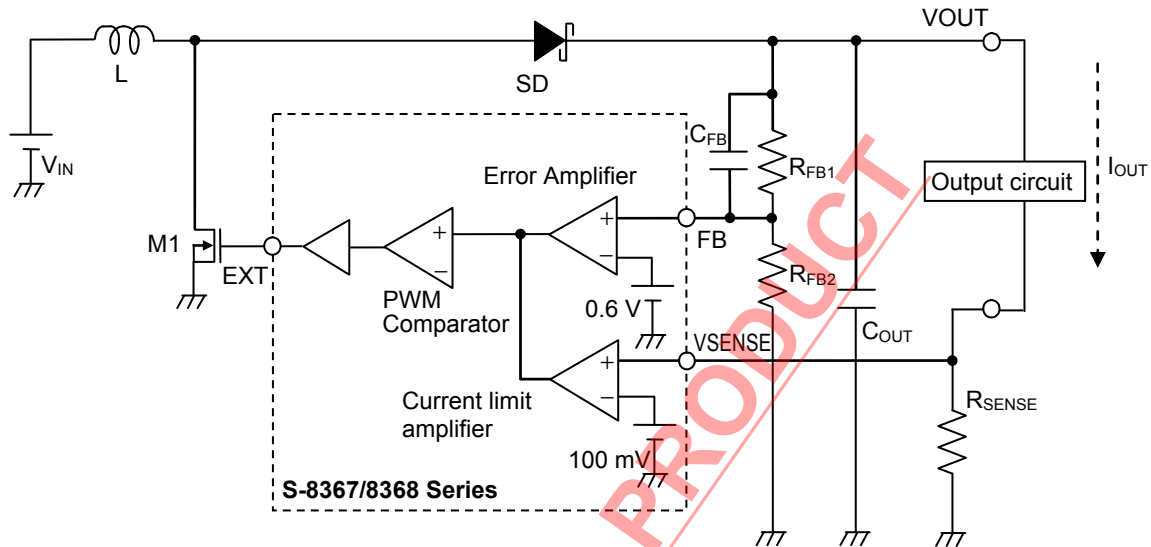 VOUT
L
SD
VIN
CFB
RFB1
Error Amplifier
Output circuit
IOUT
+
−
FB
M1
EXT
+
−
PWM
Comparator
0.6 V
RFB2
VSENSE
COUT
+
−
Current limit
amplifier
RSENSE
100 mV
S-8367/8368 Series
PRODUCT